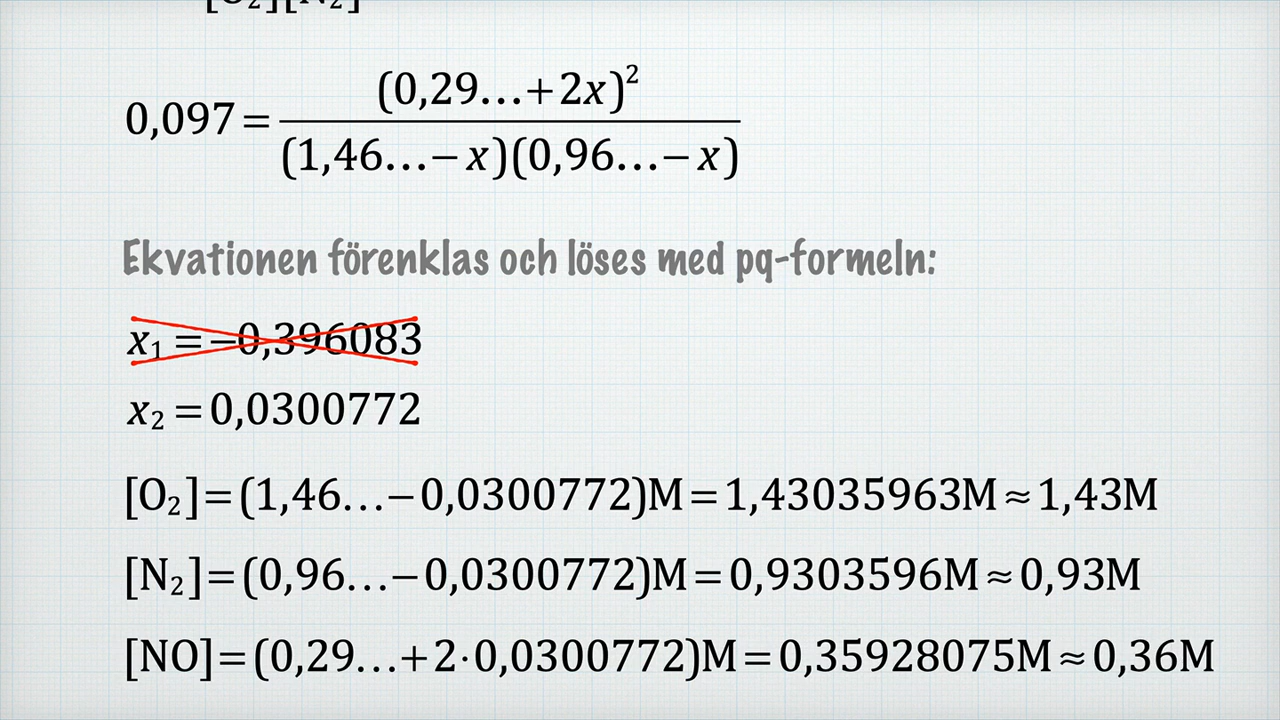 [O₂][N₂]
0,097 = (0,29…+2x)² / (1,46…− x)(0,96…− x)
Ekvationen förenklas och löses med pq-formeln:
x₁ = −0,396083
x₂ = 0,0300772
[O₂]=(1,46…−0,0300772)M=1,43035963M≈1,43M
[N₂]=(0,96…−0,0300772)M=0,9303596M≈0,93M
[NO]=(0,29…+2·0,0300772)M=0,35928075M≈0,36M